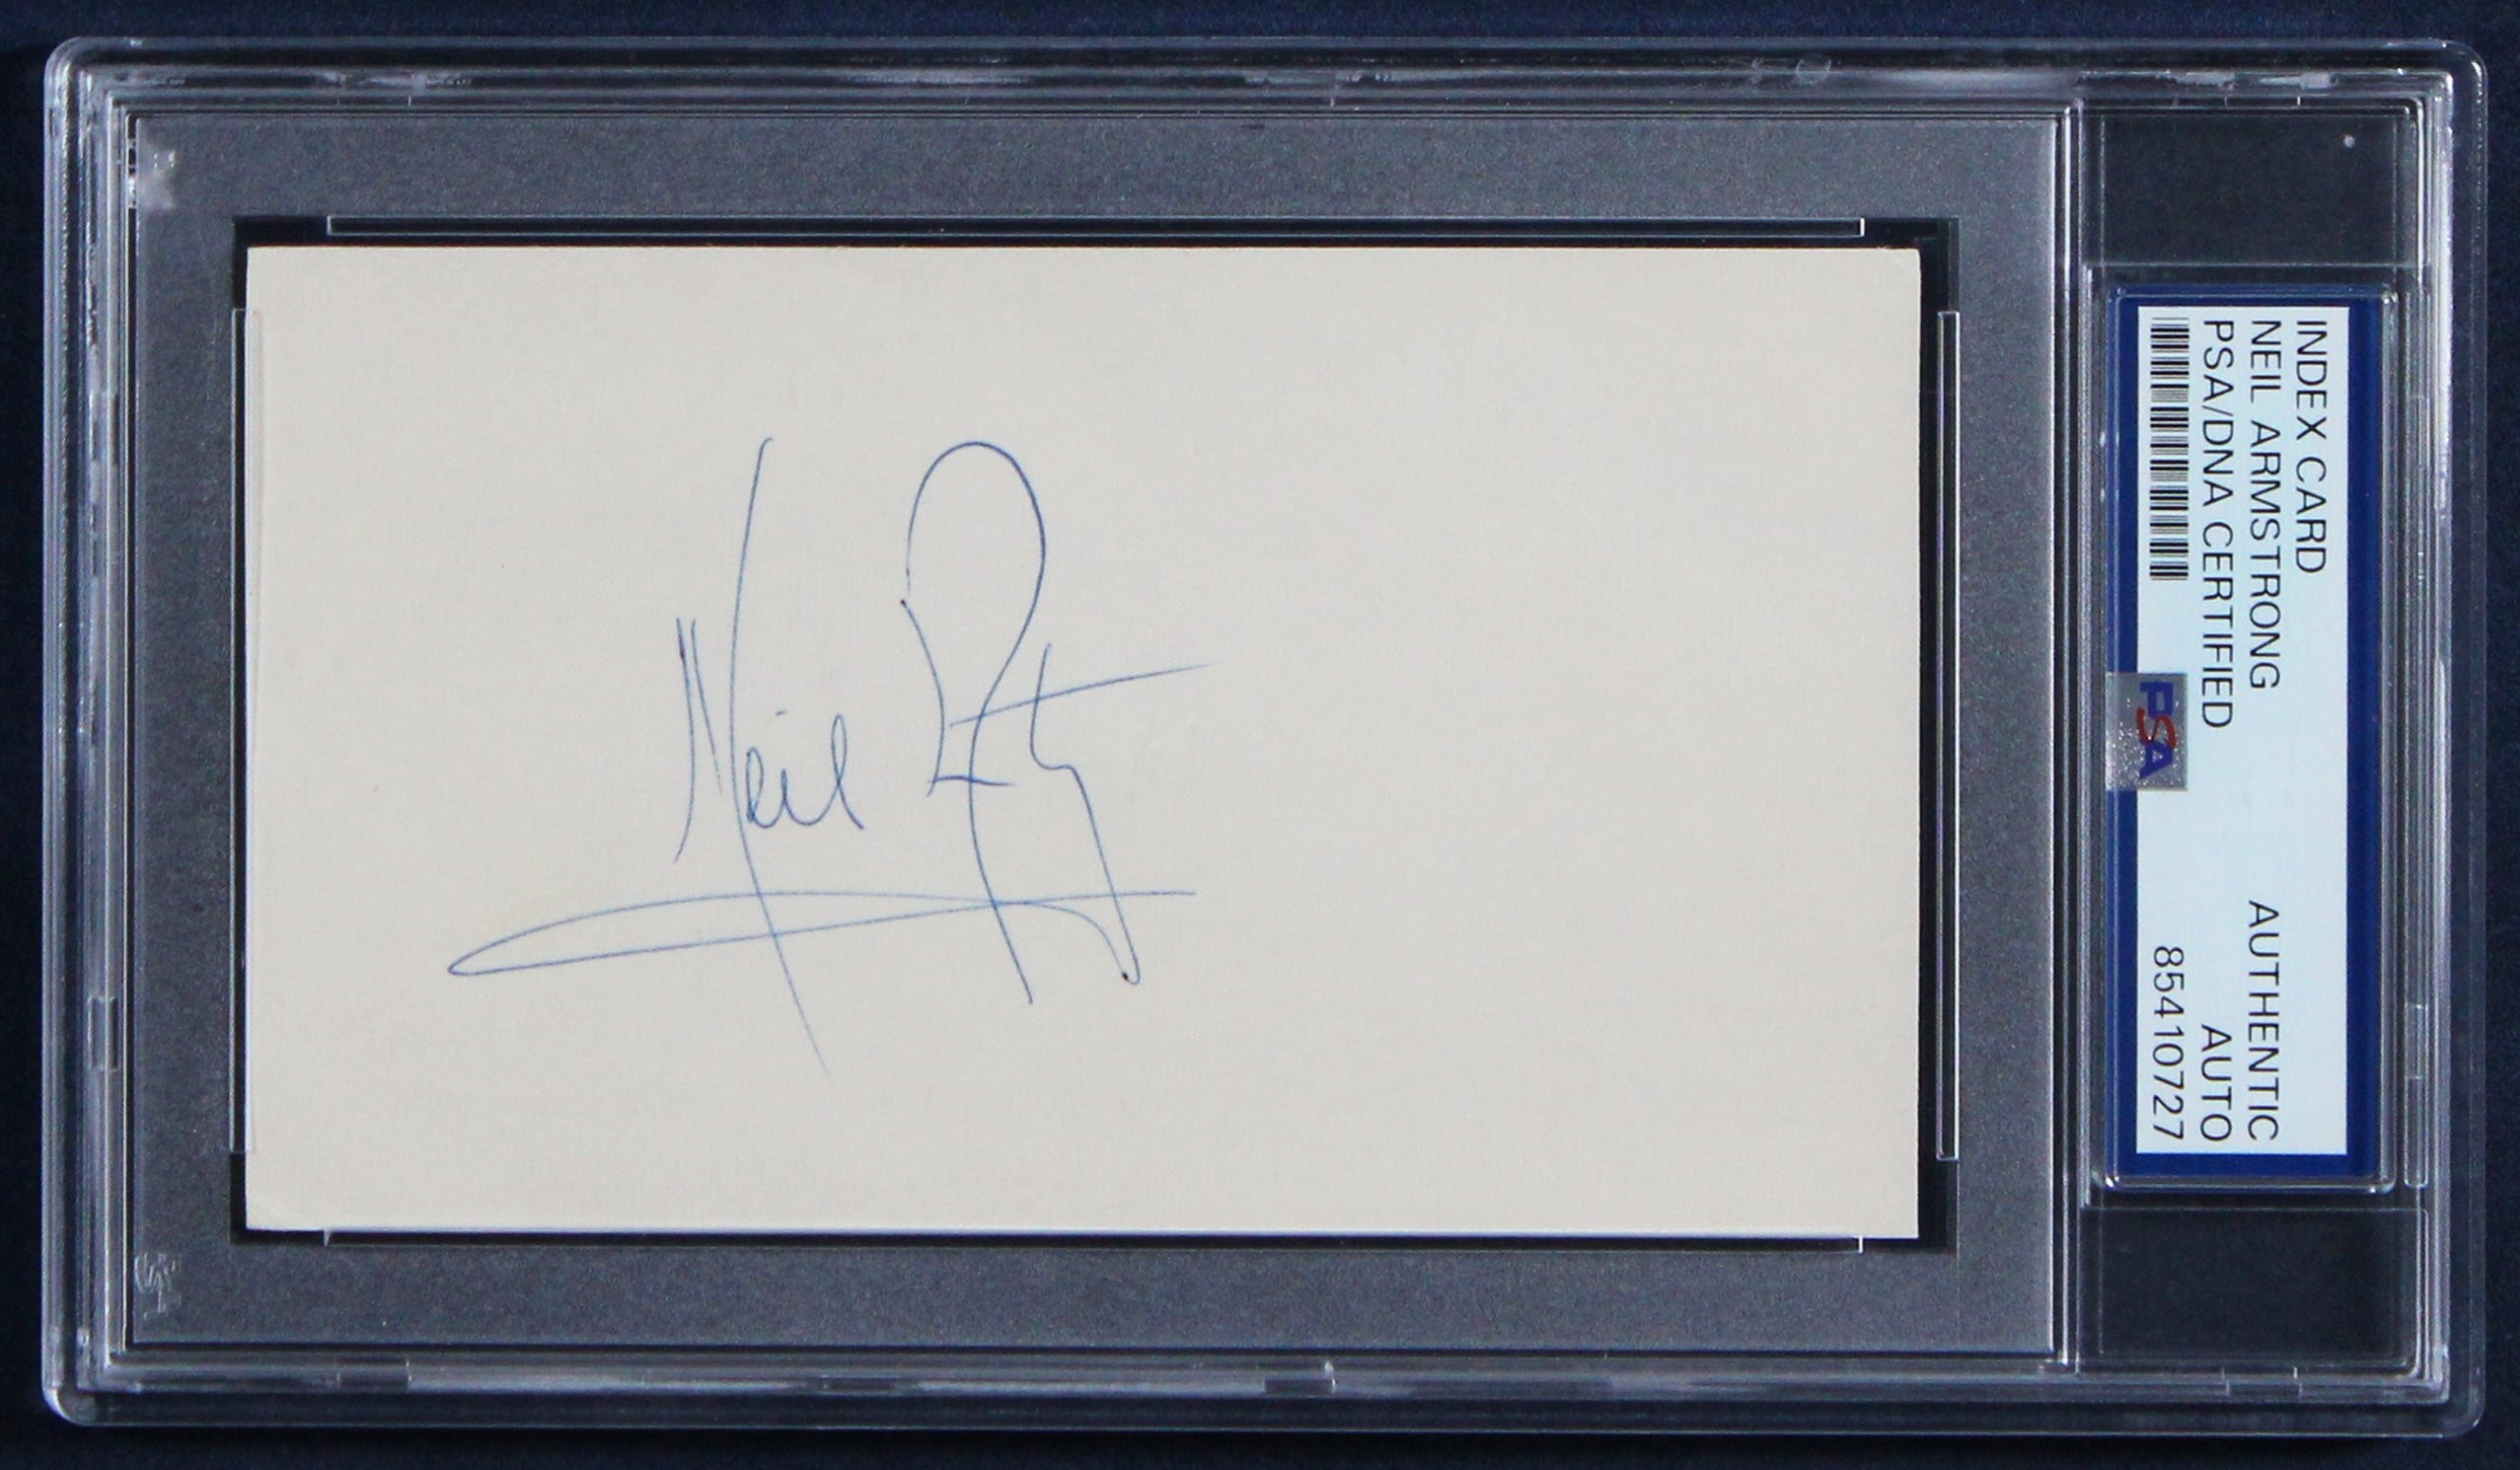 Neil
INDEX CARD
NEIL ARMSTRONG AUTHENTIC
PSA/DNA CERTIFIED AUTO
85410727
PSA